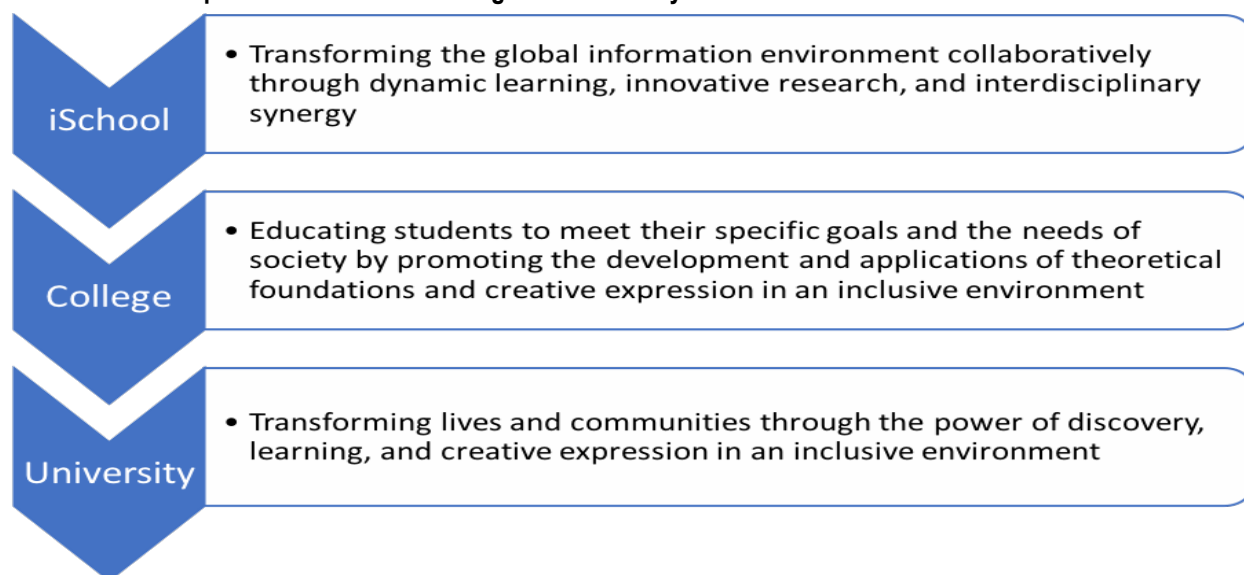 iSchool
• Transforming the global information environment collaboratively
through dynamic learning, innovative research, and interdisciplinary
synergy
College
• Educating students to meet their specific goals and the needs of
society by promoting the development and applications of theoretical
foundations and creative expression in an inclusive environment
University
• Transforming lives and communities through the power of discovery,
learning, and creative expression in an inclusive environment